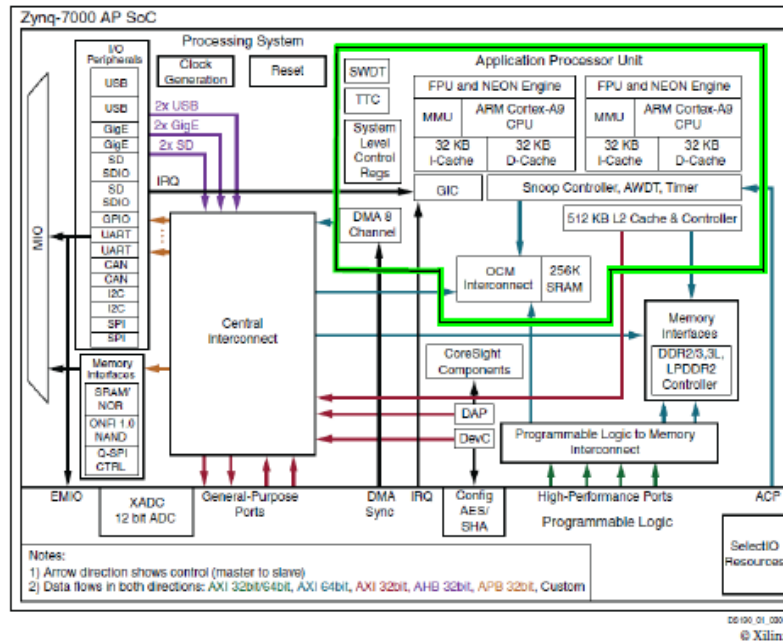 Zynq-7000 AP SoC
I/O
Peripherals
USB
USB
GigE
GigE
SD
SDIO
SD
SDIO
GPIO
UART
UART
CAN
CAN
I2C
I2C
SPI
SPI
Memory
Interfaces
SRAM/
NOR
ONFI 1.0
NAND
Q-SPI
CTRL
MIO
Processing System
Clock
Generation
Reset
2x USB
2x GigE
2x SD
IRQ
Central
Interconnect
Application Processor Unit
SWDT
TTC
System
Level
Control
Regs
FPU and NEON Engine
MMU
ARM Cortex-A9
CPU
32 KB
I-Cache
32 KB
D-Cache
FPU and NEON Engine
MMU
ARM Cortex-A9
CPU
32 KB
I-Cache
32 KB
D-Cache
GIC
Snoop Controller, AWDT, Timer
DMA 8
Channel
512 KB L2 Cache & Controller
OCM
Interconnect
256K
SRAM
Memory
Interfaces
DDR2/3,3L,
LPDDR2
Controller
CoreSight
Components
DAP
DevC
Programmable Logic to Memory
Interconnect
EMIO
XADC
12 bit ADC
General-Purpose
Ports
DMA
Sync
IRQ
Config
AES/
SHA
High-Performance Ports
ACP
Programmable Logic
SelectIO
Resources
Notes:
1) Arrow direction shows control (master to slave)
2) Data flows in both directions: AXI 32bit/64bit, AXI 64bit, AXI 32bit, AHB 32bit, APB 32bit, Custom
© Xilin